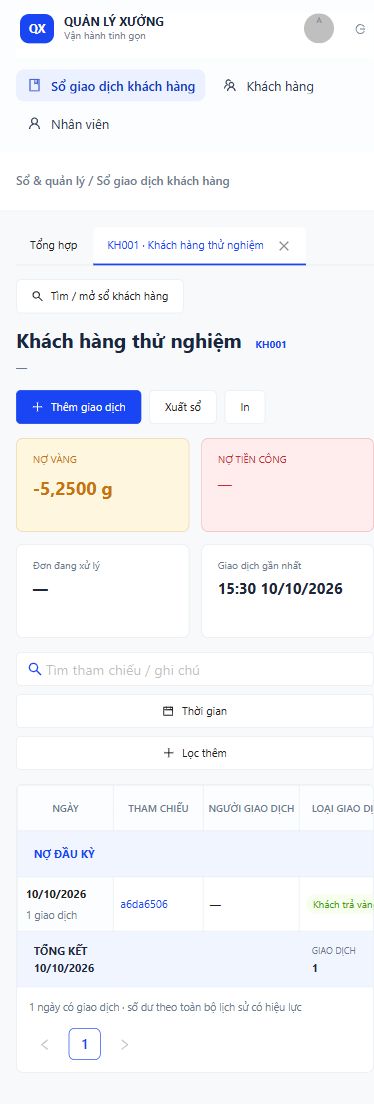 QX
QUẢN LÝ XƯỞNG
Vận hành tinh gọn
A
Sổ giao dịch khách hàng
Khách hàng
Nhân viên
Sổ & quản lý / Sổ giao dịch khách hàng
Tổng hợp
KH001 · Khách hàng thử nghiệm
Tìm / mở sổ khách hàng
Khách hàng thử nghiệm KH001
—
Thêm giao dịch
Xuất sổ
In
NỢ VÀNG
-5,2500 g
NỢ TIỀN CÔNG
—
Đơn đang xử lý
—
Giao dịch gần nhất
15:30 10/10/2026
Tìm tham chiếu / ghi chú
Thời gian
Lọc thêm
NGÀY THAM CHIẾU NGƯỜI GIAO DỊCH LOẠI GIAO DỊ
NỢ ĐẦU KỲ
10/10/2026
1 giao dịch
a6da6506
—
Khách trả vàn
TỔNG KẾT
10/10/2026
GIAO DỊCH
1
1 ngày có giao dịch · số dư theo toàn bộ lịch sử có hiệu lực
1